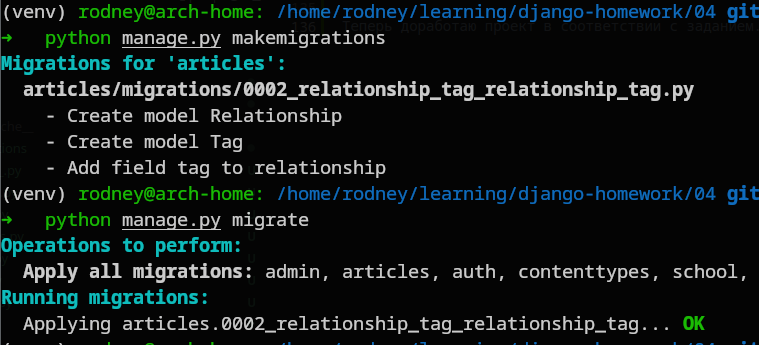 (venv) rodney@arch-home: /home/rodney/learning/django-homework/04 git
➜ python manage.py makemigrations
Migrations for 'articles':
articles/migrations/0002_relationship_tag_relationship_tag.py
- Create model Relationship
- Create model Tag
- Add field tag to relationship
(venv) rodney@arch-home: /home/rodney/learning/django-homework/04 git
➜ python manage.py migrate
Operations to perform:
Apply all migrations: admin, articles, auth, contenttypes, school,
Running migrations:
Applying articles.0002_relationship_tag_relationship_tag... OK